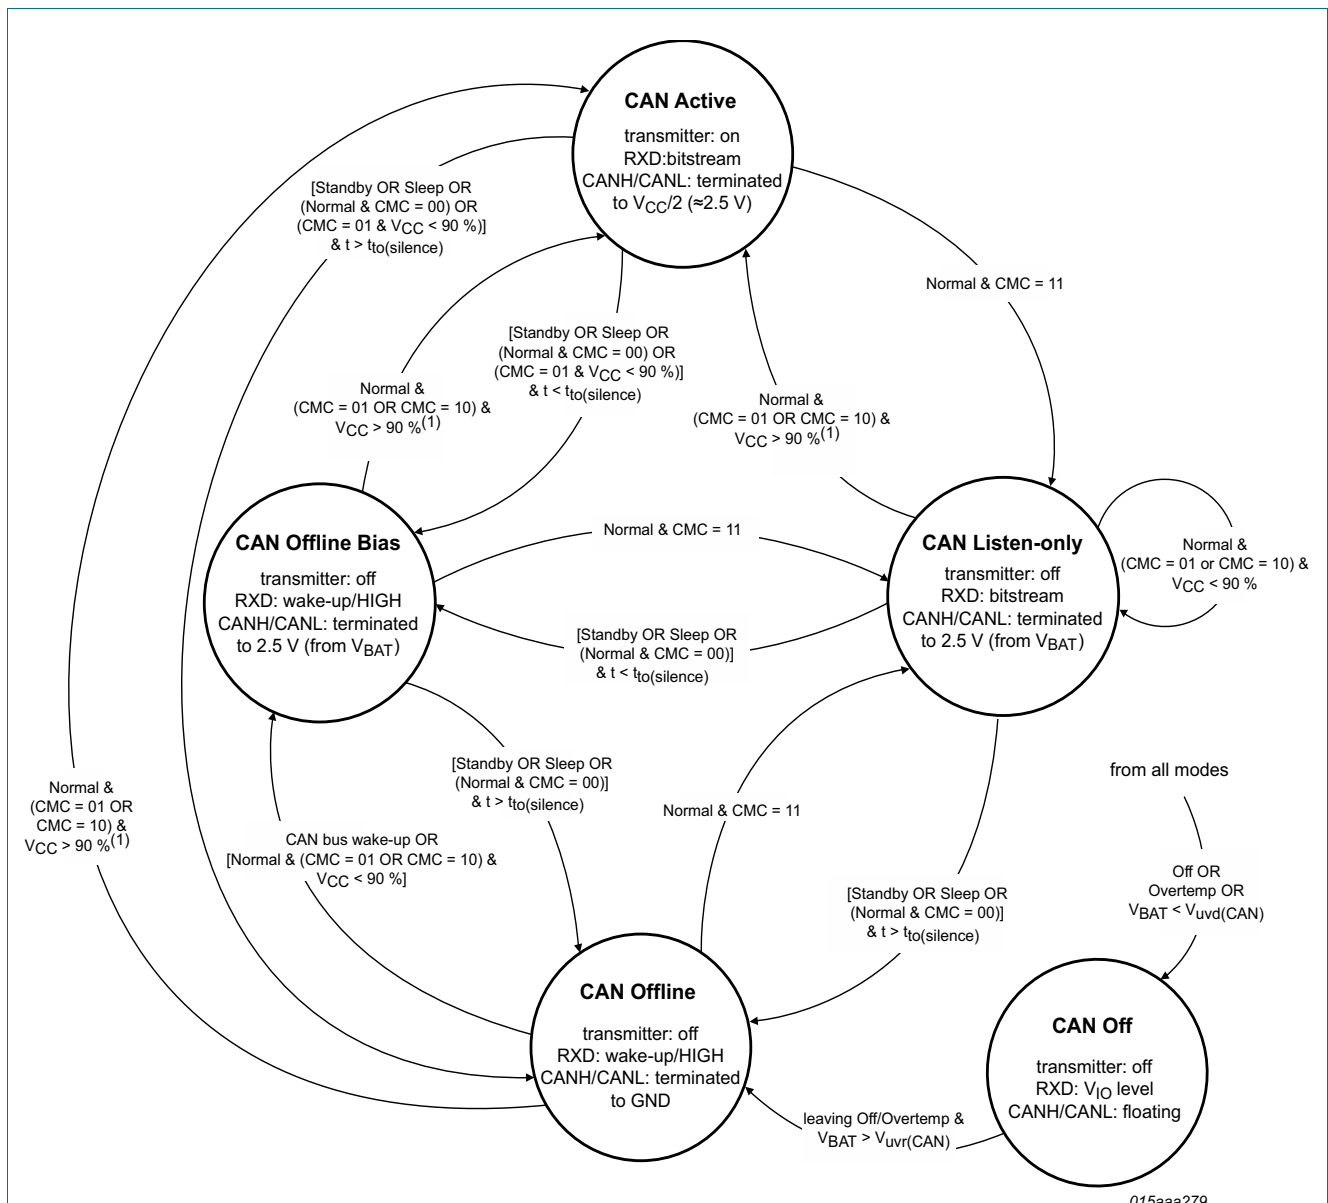 CAN Active
transmitter: on
RXD:bitstream
CANH/CANL: terminated
to VCC/2 (≈2.5 V)
[Standby OR Sleep OR
(Normal & CMC = 00) OR
(CMC = 01 & VCC < 90 %)]
& t > tto(silence)
Normal & CMC = 11
[Standby OR Sleep OR
(Normal & CMC = 00) OR
(CMC = 01 & VCC < 90 %)]
& t < tto(silence)
Normal &
(CMC = 01 OR CMC = 10) &
VCC > 90 %(1)
Normal &
(CMC = 01 OR CMC = 10) &
VCC > 90 %(1)
CAN Offline Bias
transmitter: off
RXD: wake-up/HIGH
CANH/CANL: terminated
to 2.5 V (from VBAT)
Normal & CMC = 11
CAN Listen-only
transmitter: off
RXD: bitstream
CANH/CANL: terminated
to 2.5 V (from VBAT)
Normal &
(CMC = 01 or CMC = 10) &
VCC < 90 %
[Standby OR Sleep OR
(Normal & CMC = 00)]
& t < tto(silence)
[Standby OR Sleep OR
(Normal & CMC = 00)]
& t > tto(silence)
Normal & CMC = 11
from all modes
Normal &
(CMC = 01 OR
CMC = 10) &
VCC > 90 %(1)
CAN bus wake-up OR
[Normal & (CMC = 01 OR CMC = 10) &
VCC < 90 %]
[Standby OR Sleep OR
(Normal & CMC = 00)]
& t > tto(silence)
Off OR
Overtemp OR
VBAT < Vuvd(CAN)
CAN Offline
transmitter: off
RXD: wake-up/HIGH
CANH/CANL: terminated
to GND
CAN Off
transmitter: off
RXD: VIO level
CANH/CANL: floating
leaving Off/Overtemp &
VBAT > Vuvr(CAN)
015aaa279